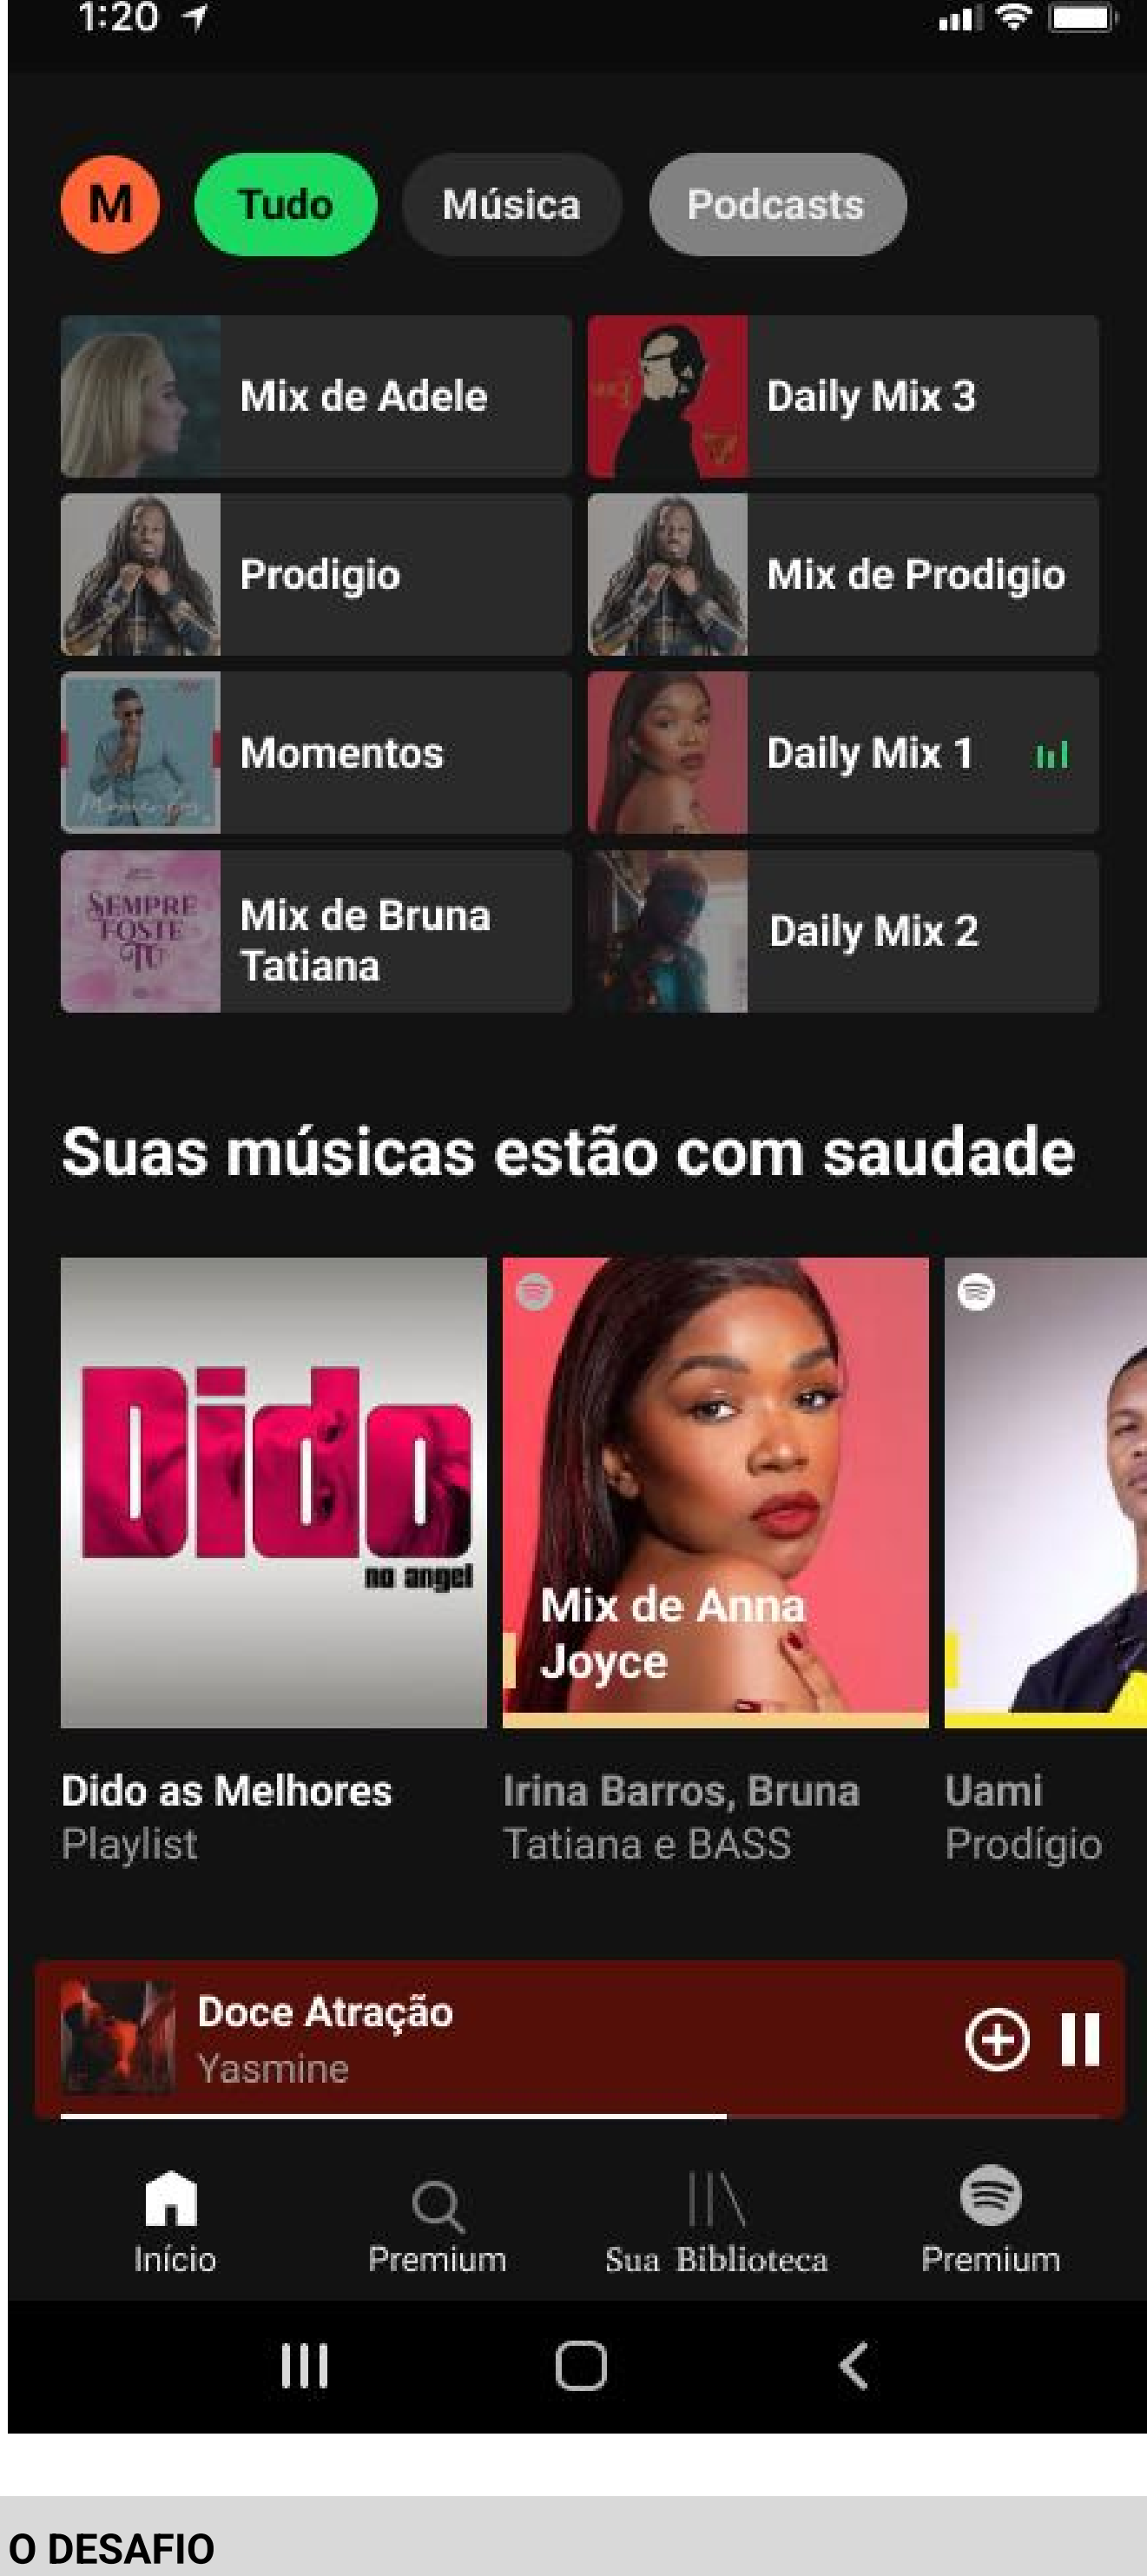 1:20
M
Tudo
Música
Podcasts
Mix de Adele
Daily Mix 3
Prodigio
Mix de Prodigio
Momentos
Momentos
Daily Mix 1
SEMPRE
FOSTE
TU
Mix de Bruna
Tatiana
Daily Mix 2
Suas músicas estão com saudade
Dido
no angel
Mix de Anna
Joyce
Dido as Melhores
Playlist
Irina Barros, Bruna
Tatiana e BASS
Uami
Prodígio
Doce Atração
Yasmine
Início
Premium
Sua Biblioteca
Premium
O DESAFIO